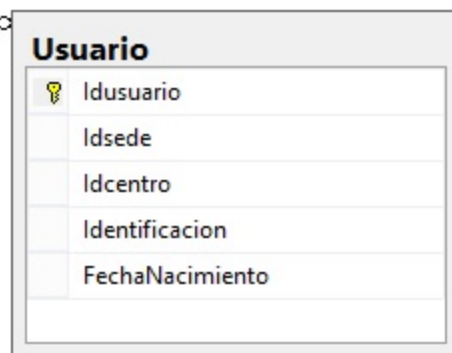 Usuario
Idusuario
Idsede
Idcentro
Identificacion
FechaNacimiento